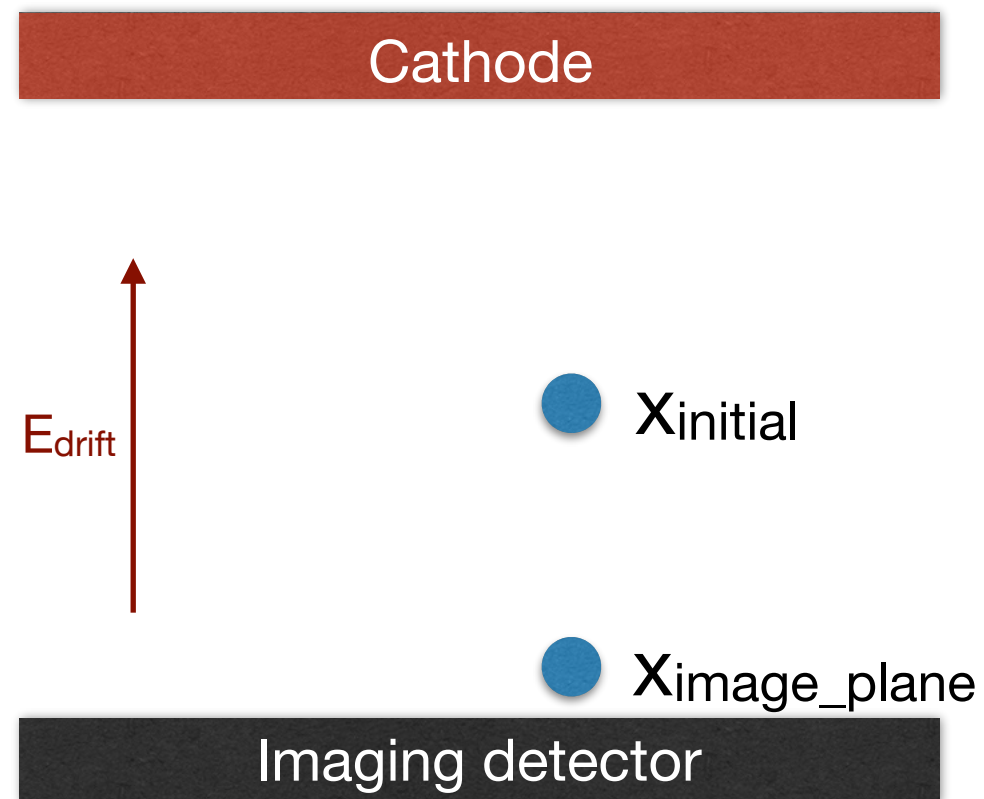 Cathode
Edrift
xinitial
ximage_plane
Imaging detector